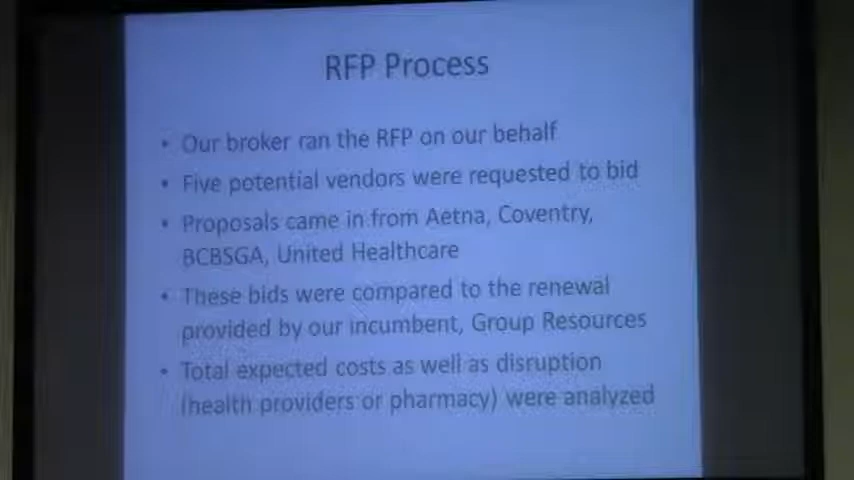 RFP Process
• Our broker ran the RFP on our behalf
• Five potential vendors were requested to bid
• Proposals came in from Aetna, Coventry,
BCBSGA, United Healthcare
• These bids were compared to the renewal
provided by our incumbent, Group Resources
• Total expected costs as well as disruption
(health providers or pharmacy) were analyzed